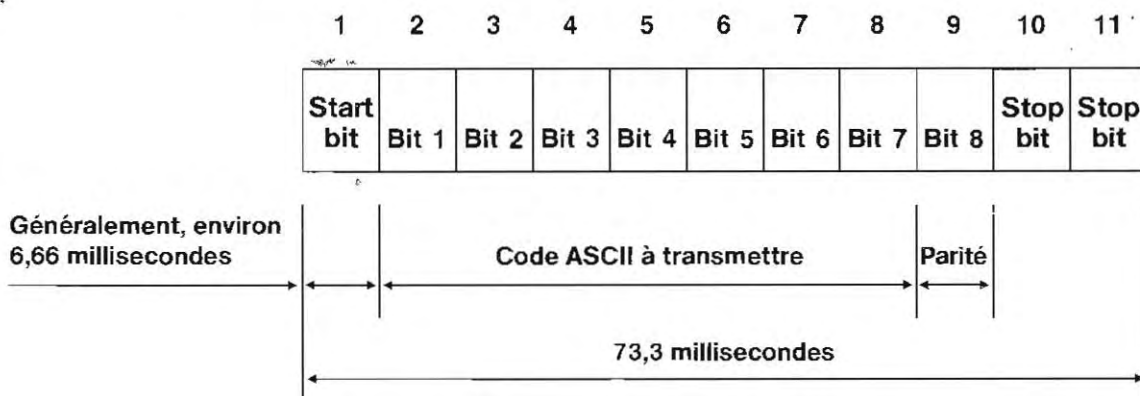 1 2 3 4 5 6 7 8 9 10 11
Start bit Bit 1 Bit 2 Bit 3 Bit 4 Bit 5 Bit 6 Bit 7 Bit 8 Stop bit Stop bit
Généralement, environ
6,66 millisecondes
Code ASCII à transmettre
Parité
73,3 millisecondes